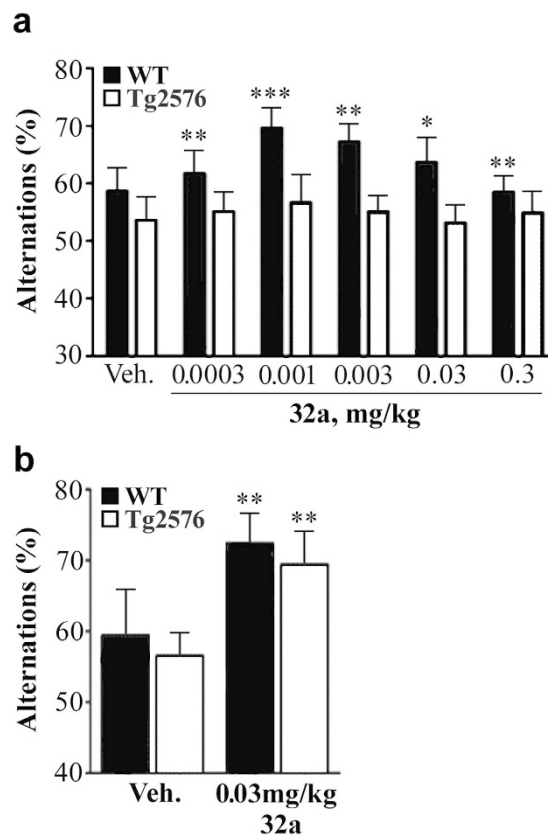 a
80
WT
Tg2576
70
60
50
40
30
Alternations (%)
** *** ** * **
Veh. 0.0003 0.001 0.003 0.03 0.3
32a, mg/kg
b
80
WT
Tg2576
70
60
50
40
Alternations (%)
** **
Veh. 0.03mg/kg
32a